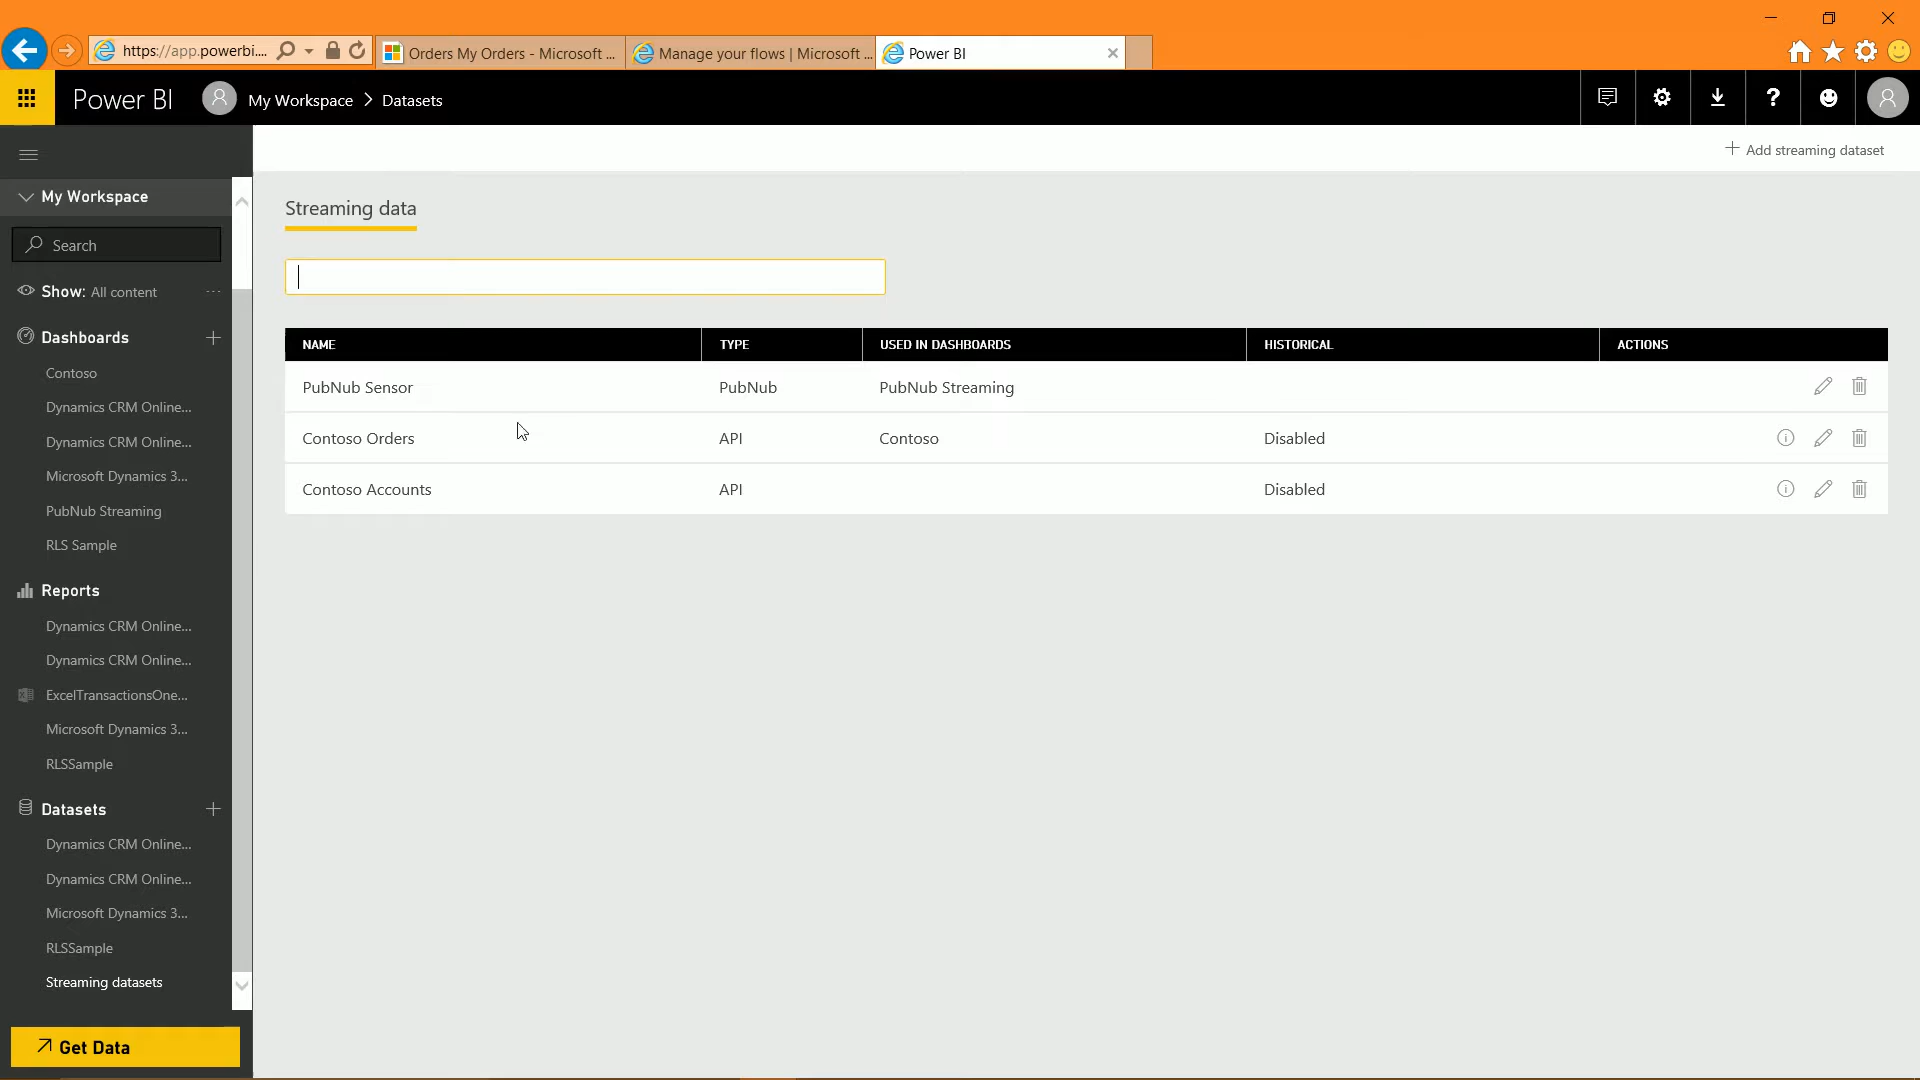 https://app.powerbi....
Orders My Orders - Microsoft ...
Manage your flows | Microsoft ...
Power BI
Power BI
My Workspace > Datasets
Add streaming dataset
My Workspace
Search
Show: All content
Dashboards
Contoso
Dynamics CRM Online...
Dynamics CRM Online...
Microsoft Dynamics 3...
PubNub Streaming
RLS Sample
Reports
Dynamics CRM Online...
Dynamics CRM Online...
ExcelTransactionsOne...
Microsoft Dynamics 3...
RLSSample
Datasets
Dynamics CRM Online...
Dynamics CRM Online...
Microsoft Dynamics 3...
RLSSample
Streaming datasets
Get Data
Streaming data
NAME TYPE USED IN DASHBOARDS HISTORICAL ACTIONS
PubNub Sensor PubNub PubNub Streaming
Contoso Orders API Contoso Disabled
Contoso Accounts API Disabled